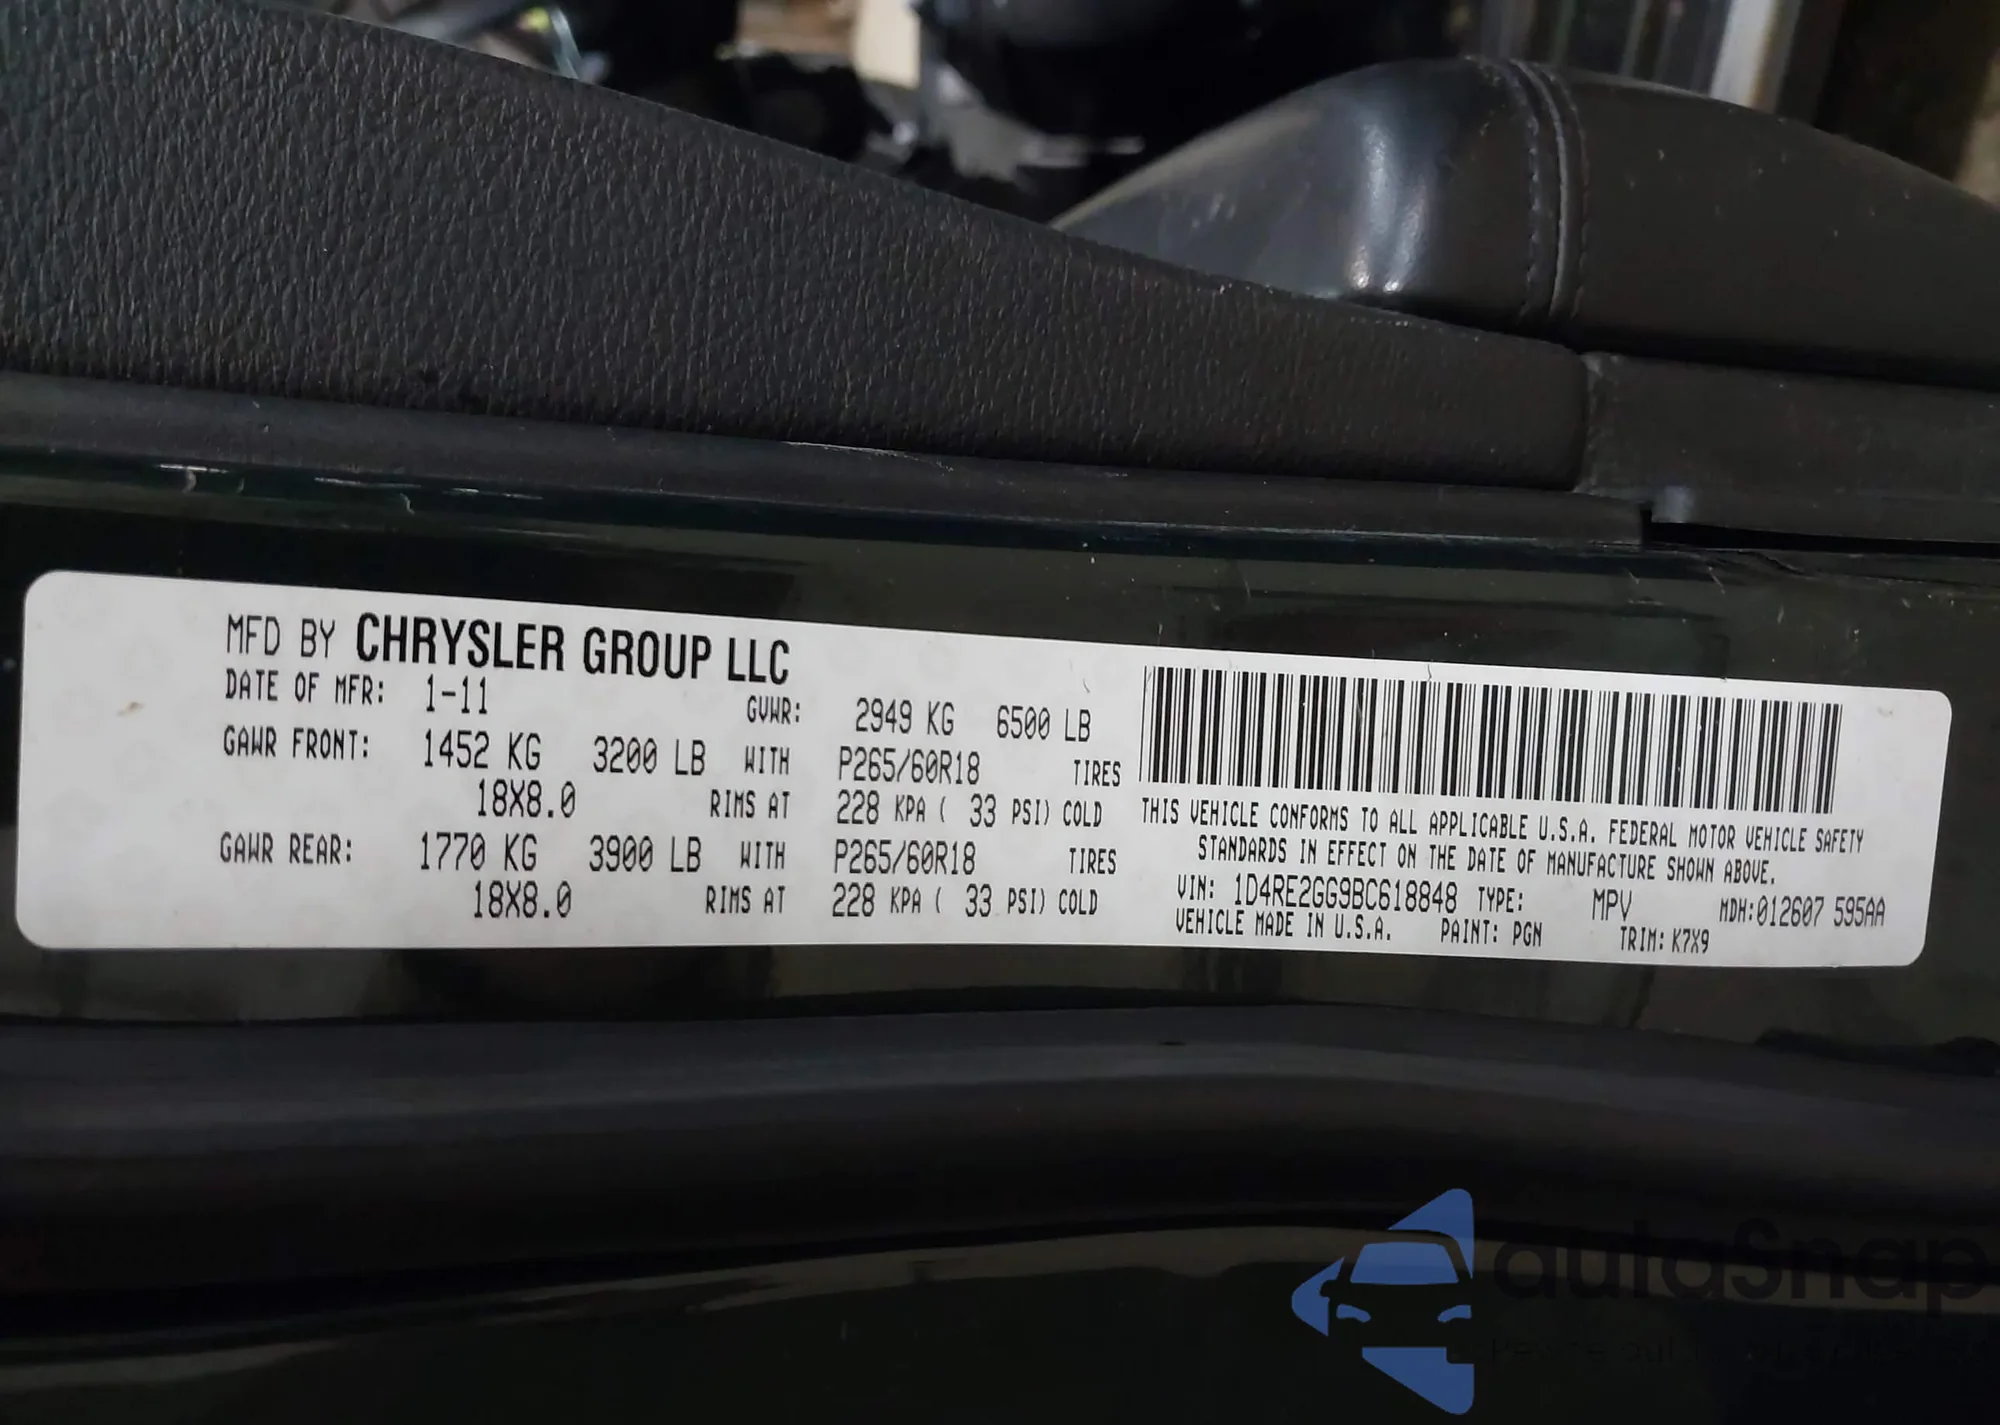 MFD BY CHRYSLER GROUP LLC
DATE OF MFR: 1-11 GVWR: 2949 KG 6500 LB
GAWR FRONT: 1452 KG 3200 LB WITH P265/60R18 TIRES
18X8.0 RIMS AT 228 KPA ( 33 PSI) COLD
GAWR REAR: 1770 KG 3900 LB WITH P265/60R18 TIRES
18X8.0 RIMS AT 228 KPA ( 33 PSI) COLD
THIS VEHICLE CONFORMS TO ALL APPLICABLE U.S.A. FEDERAL MOTOR VEHICLE SAFETY
STANDARDS IN EFFECT ON THE DATE OF MANUFACTURE SHOWN ABOVE.
VIN: 1D4RE2GG9BC618848 TYPE: MPV MDH:012607 595AA
VEHICLE MADE IN U.S.A. PAINT: PGN TRIM: K7X9
autaSnap